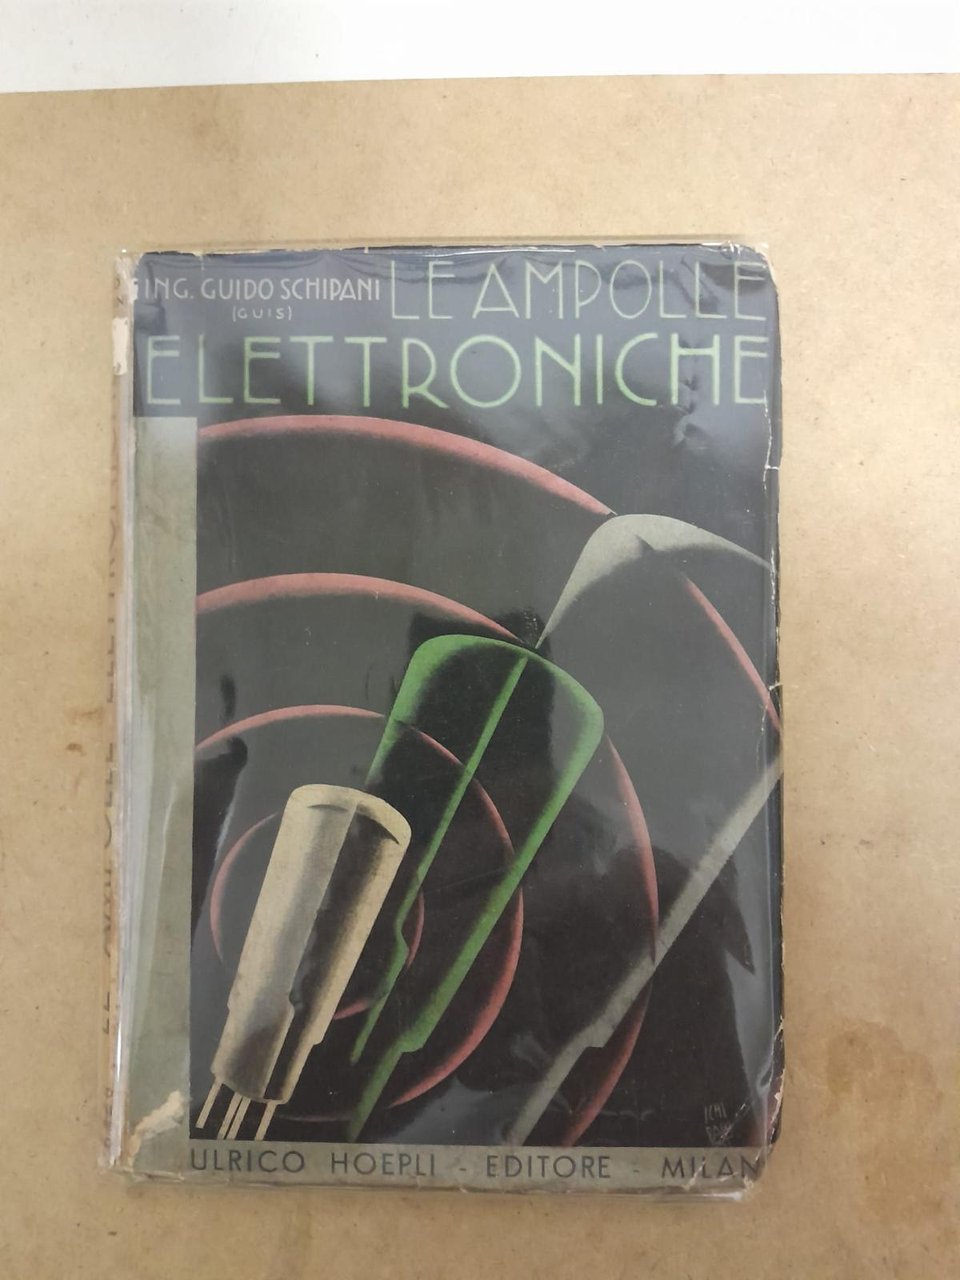 ING. GUIDO SCHIPANI
(GUIS)
LE AMPOLLE
ELETTRONICHE
ULRICO HOEPLI - EDITORE - MILAN